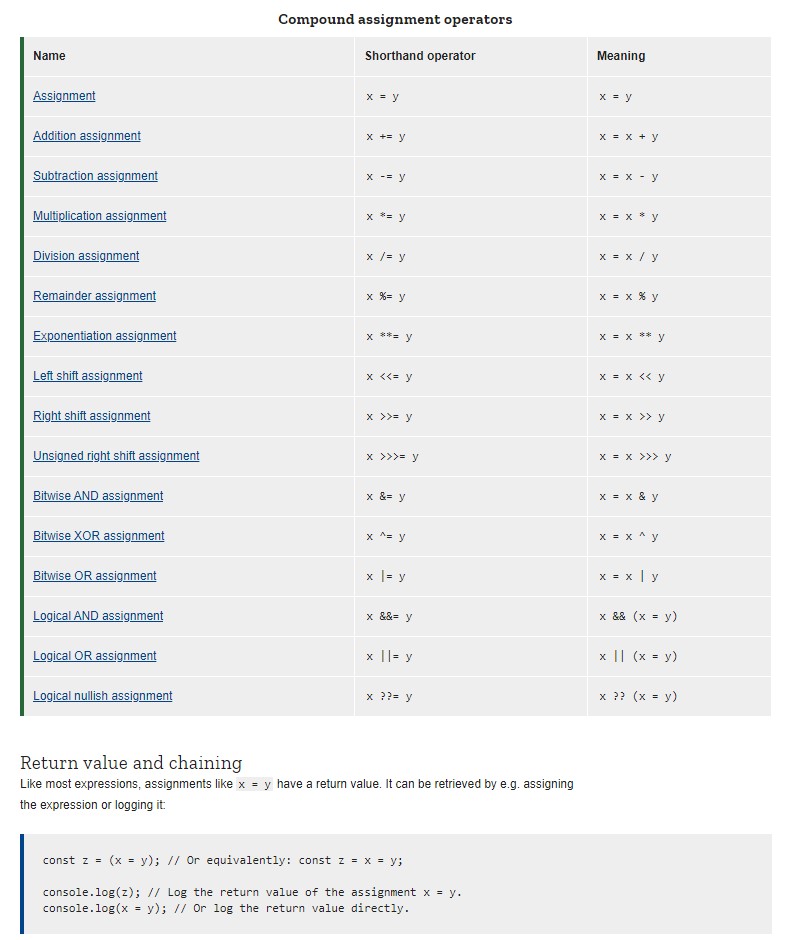 Compound assignment operators
Name Shorthand operator Meaning
Assignment x = y x = y
Addition assignment x += y x = x + y
Subtraction assignment x -= y x = x - y
Multiplication assignment x *= y x = x * y
Division assignment x /= y x = x / y
Remainder assignment x %= y x = x % y
Exponentiation assignment x **= y x = x ** y
Left shift assignment x <<= y x = x << y
Right shift assignment x >>= y x = x >> y
Unsigned right shift assignment x >>>= y x = x >>> y
Bitwise AND assignment x &= y x = x & y
Bitwise XOR assignment x ^= y x = x ^ y
Bitwise OR assignment x |= y x = x | y
Logical AND assignment x &&= y x && (x = y)
Logical OR assignment x ||= y x || (x = y)
Logical nullish assignment x ??= y x ?? (x = y)
Return value and chaining
Like most expressions, assignments like x = y have a return value. It can be retrieved by e.g. assigning
the expression or logging it:
const z = (x = y); // Or equivalently: const z = x = y;
console.log(z); // Log the return value of the assignment x = y.
console.log(x = y); // Or log the return value directly.